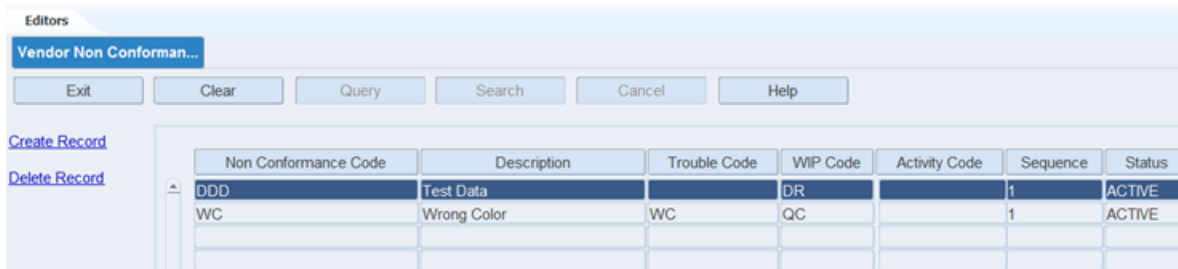 Editors
Vendor Non Conforman...
Exit Clear Query Search Cancel Help
Create Record
Delete Record
Non Conformance Code Description Trouble Code WIP Code Activity Code Sequence Status
DDD Test Data DR 1 ACTIVE
WC Wrong Color WC QC 1 ACTIVE